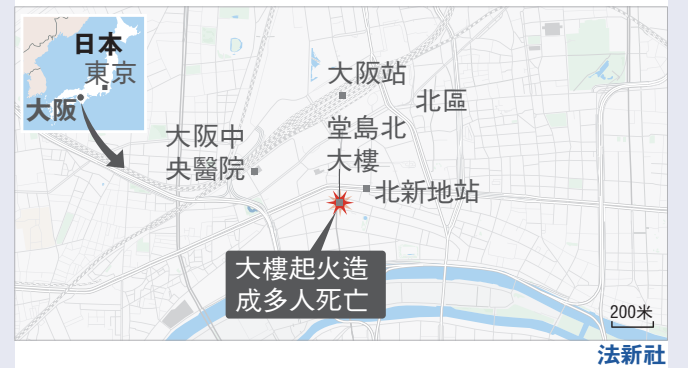 日本
東京
大阪
大阪站
北區
大阪中
央醫院
堂島北
大樓
北新地站
大樓起火造
成多人死亡
200米
法新社